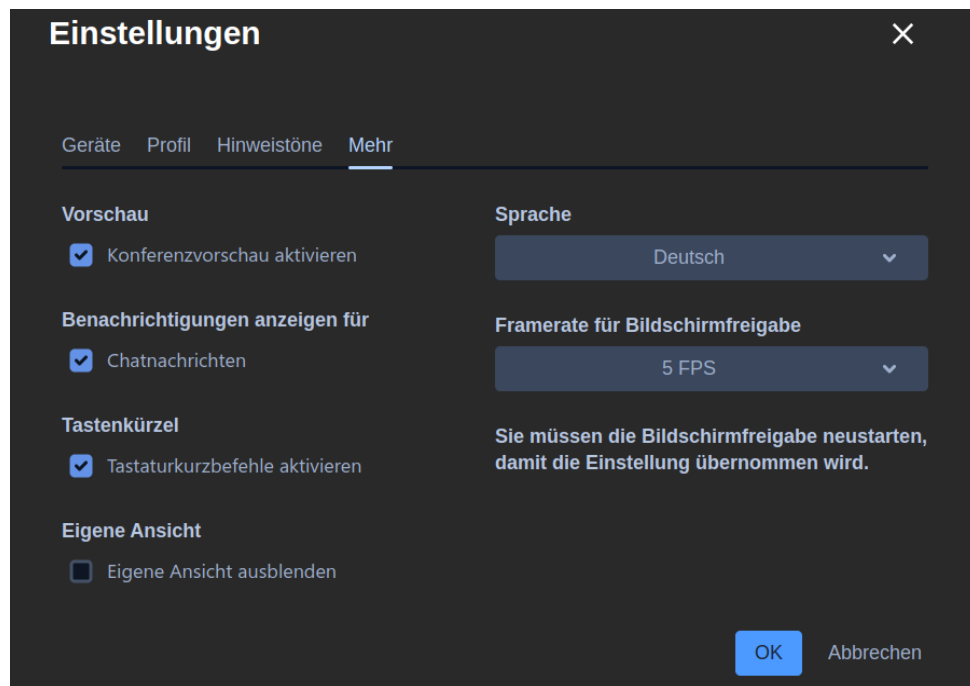 Einstellungen
Geräte Profil Hinweistöne Mehr
Vorschau
Konferenzvorschau aktivieren
Benachrichtigungen anzeigen für
Chatnachrichten
Tastenkürzel
Tastaturkurzbefehle aktivieren
Eigene Ansicht
Eigene Ansicht ausblenden
Sprache
Deutsch
Framerate für Bildschirmfreigabe
5 FPS
Sie müssen die Bildschirmfreigabe neustarten,
damit die Einstellung übernommen wird.
OK Abbrechen